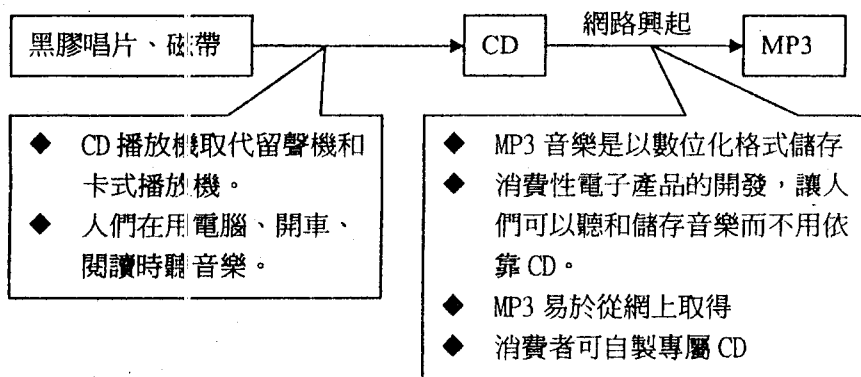 網路興起
黑膠唱片、磁帶
CD
MP3
◆ CD 播放機取代留聲機和
卡式播放機。
◆ 人們在用電腦、開車、
閱讀時聽音樂。
◆ MP3 音樂是以數位化格式儲存
◆ 消費性電子產品的開發，讓人
們可以聽和儲存音樂而不用依
靠 CD。
◆ MP3 易於從網上取得
◆ 消費者可自製專屬 CD